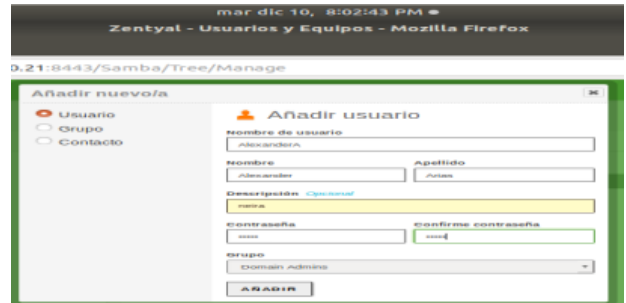 mar dic 10, 8:02:43 PM
Zentyal - Usuarios y Equipos - Mozilla Firefox
0.21:8443/Samba/Tree/Manage
Añadir nuevo/a
Usuario
Grupo
Contacto
Añadir usuario
Nombre de usuario
AlexanderA
Nombre Apellido
Alexander Arias
Descripción Opcional
Contraseña Confirme contraseña
Grupo
Domain Admins
AÑADIR